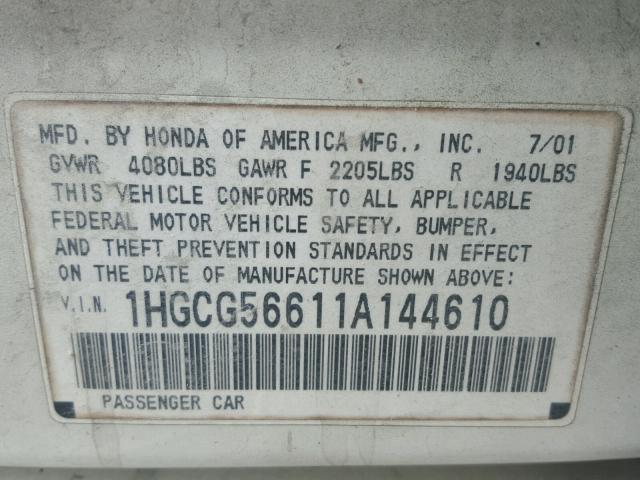 MFD. BY HONDA OF AMERICA MFG., INC. 7/01
GVWR 4080LBS GAWR F 2205LBS R 1940LBS
THIS VEHICLE CONFORMS TO ALL APPLICABLE
FEDERAL MOTOR VEHICLE SAFETY, BUMPER,
AND THEFT PREVENTION STANDARDS IN EFFECT
ON THE DATE OF MANUFACTURE SHOWN ABOVE:
V.I.N. 1HGCG56611A144610
PASSENGER CAR